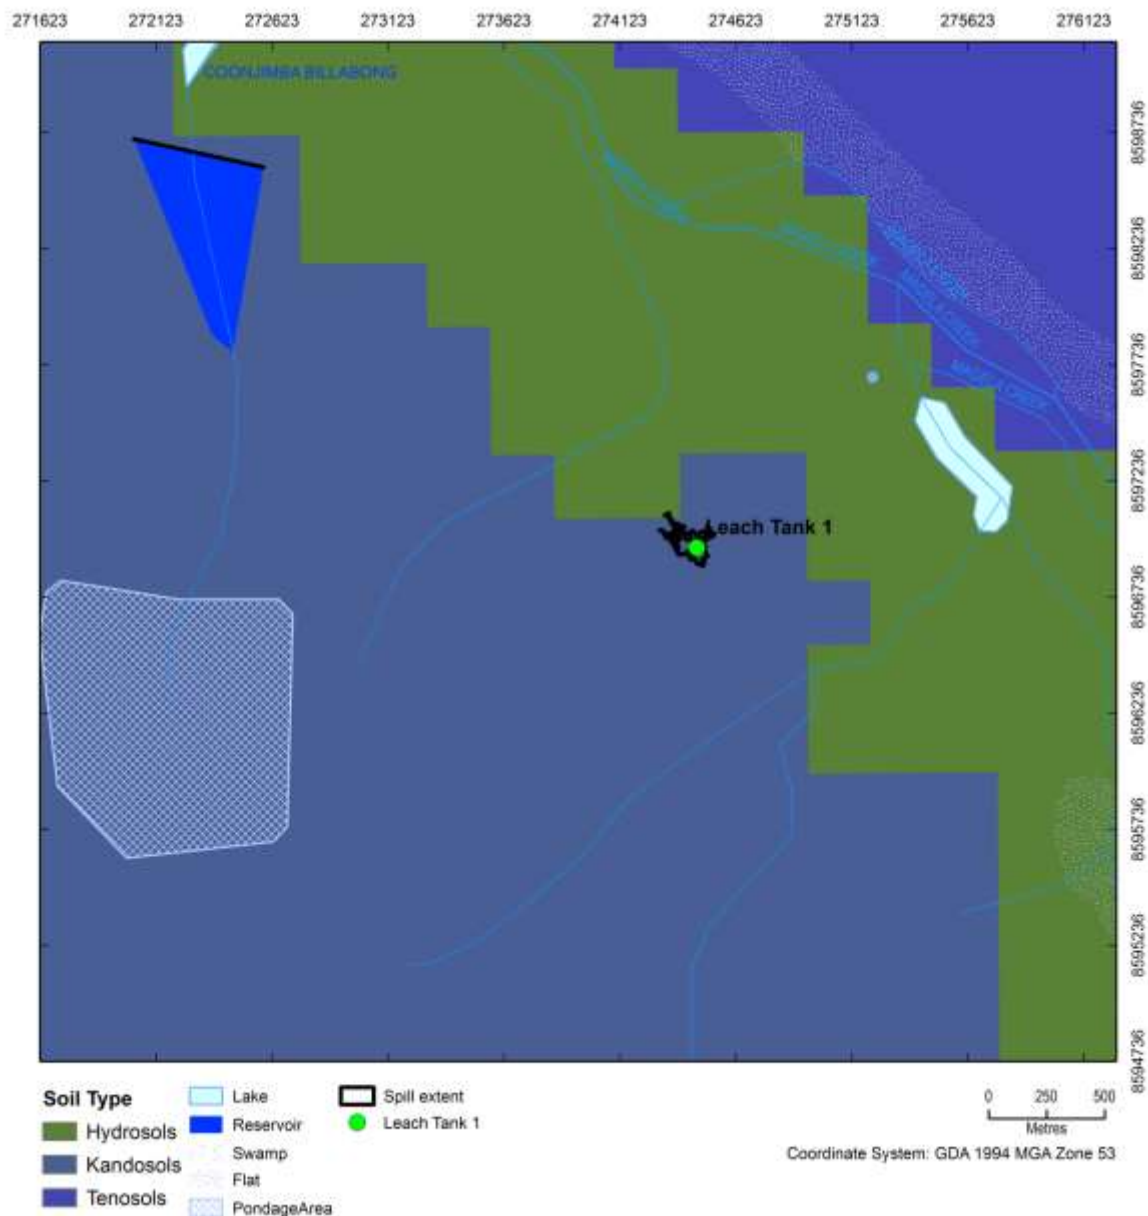 271623 272123 272623 273123 273623 274123 274623 275123 275623 276123
COONJIMBA BILLABONG
8598736
8598236
8597736
MAGELA CREEK
8597236
Leach Tank 1
8596736
8596236
8595736
8595236
8594736
Soil Type
Hydrosols
Kandosols
Tenosols
Lake
Reservoir
Swamp
Flat
PondageArea
Spill extent
Leach Tank 1
0 250 500
Metres
Coordinate System: GDA 1994 MGA Zone 53